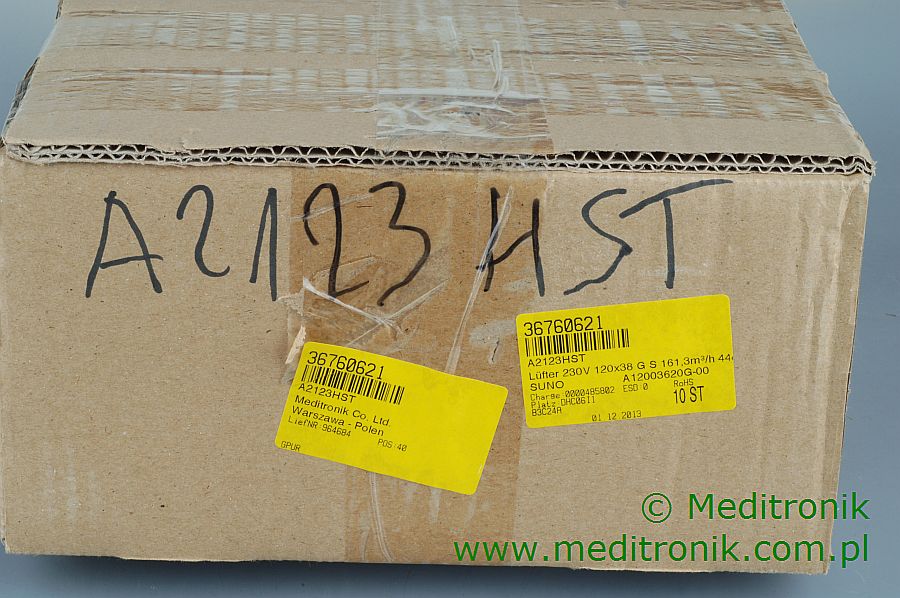 A2123HST
36760621
A2123HST
Meditronik Co. Ltd.
Warszawa - Polen
LiefNR:964684 POS:40
GPUR
36760621
A2123HST
Lüfter 230V 120x38 G S 161,3m³/h 44
SUNO A12003620G-00
Charge:0000485802 ESD:0 RoHS
Platz:DHC06I1 10 ST
B3C24A 01.12.2013
© Meditronik
www.meditronik.com.pl